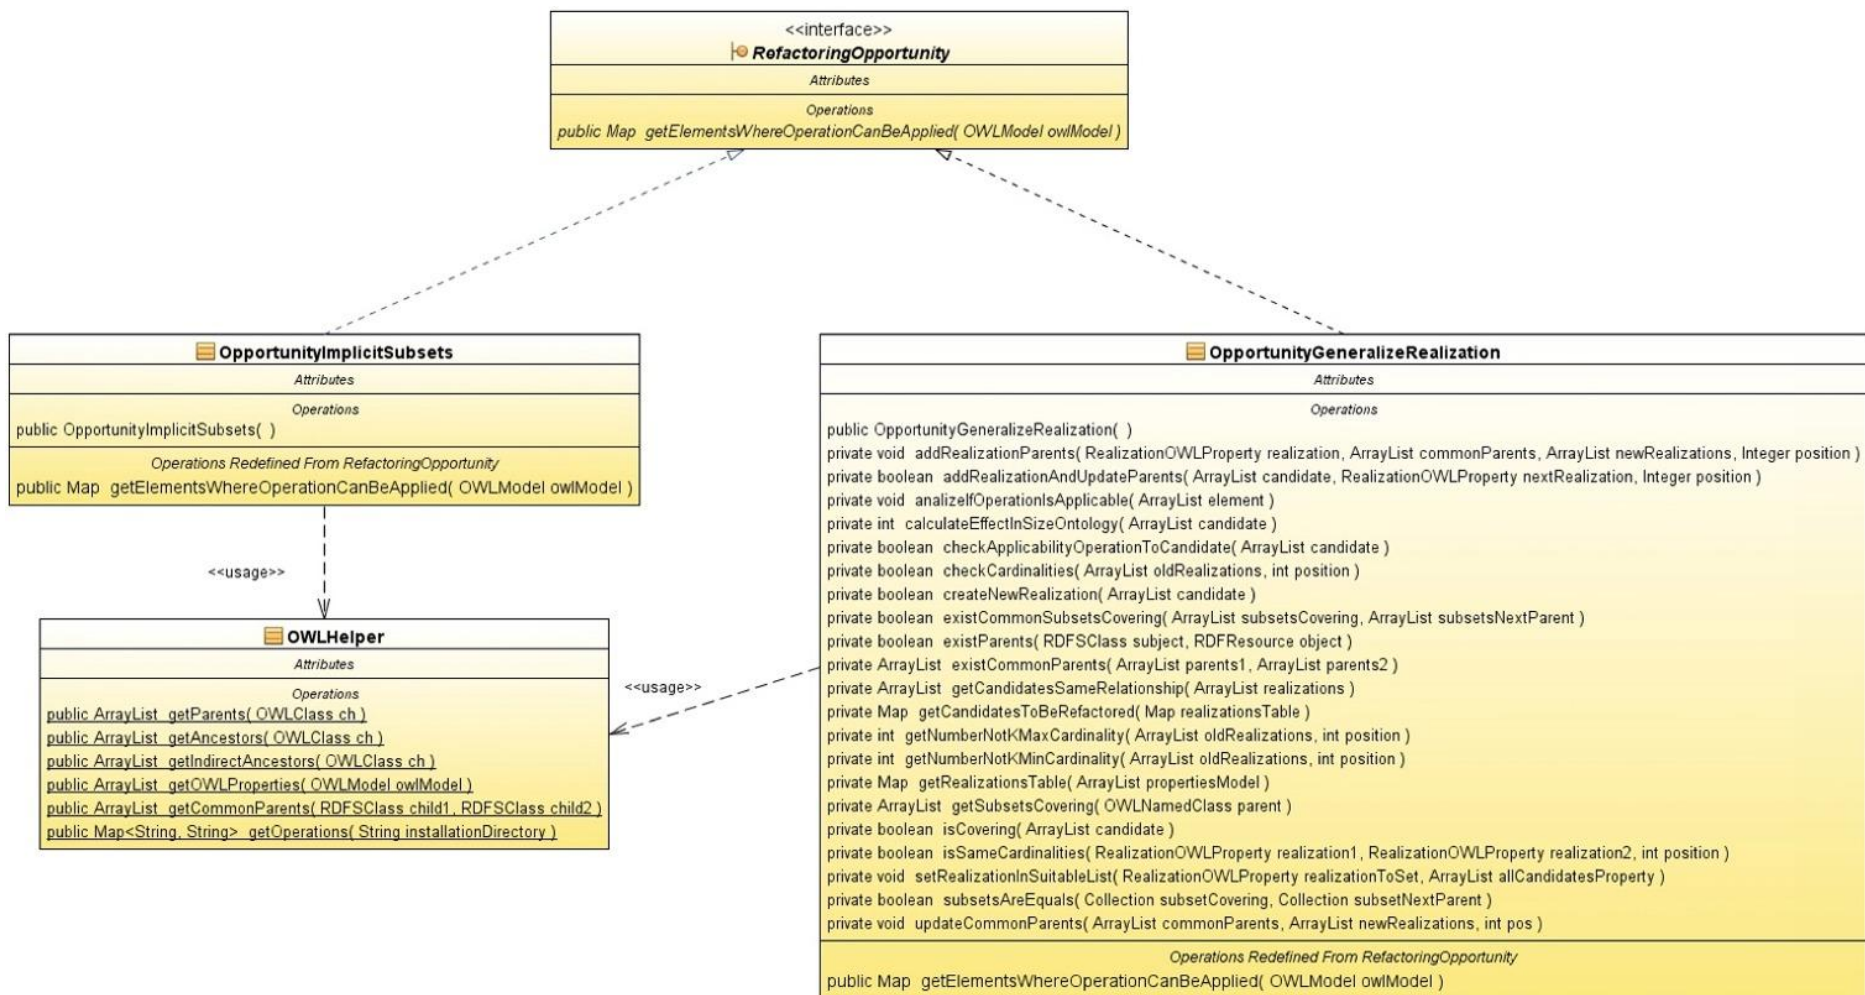 <<interface>>
RefactoringOpportunity
Attributes
Operations
public Map getElementsWhereOperationCanBeApplied( OWLModel owlModel )
OpportunityImplicitSubsets
Attributes
Operations
public OpportunityImplicitSubsets( )
Operations Redefined From RefactoringOpportunity
public Map getElementsWhereOperationCanBeApplied( OWLModel owlModel )
<<usage>>
OWLHelper
Attributes
Operations
public ArrayList getParents( OWLClass ch )
public ArrayList getAncestors( OWLClass ch )
public ArrayList getIndirectAncestors( OWLClass ch )
public ArrayList getOWLProperties( OWLModel owlModel )
public ArrayList getCommonParents( RDFSClass child1, RDFSClass child2 )
public Map<String, String> getOperations( String installationDirectory )
<<usage>>
OpportunityGeneralizeRealization
Attributes
Operations
public OpportunityGeneralizeRealization( )
private void addRealizationParents( RealizationOWLProperty realization, ArrayList commonParents, ArrayList newRealizations, Integer position )
private boolean addRealizationAndUpdateParents( ArrayList candidate, RealizationOWLProperty nextRealization, Integer position )
private void analizeIfOperationIsApplicable( ArrayList element )
private int calculateEffectInSizeOntology( ArrayList candidate )
private boolean checkApplicabilityOperationToCandidate( ArrayList candidate )
private boolean checkCardinalities( ArrayList oldRealizations, int position )
private boolean createNewRealization( ArrayList candidate )
private boolean existCommonSubsetsCovering( ArrayList subsetsCovering, ArrayList subsetsNextParent )
private boolean existParents( RDFSClass subject, RDFResource object )
private ArrayList existCommonParents( ArrayList parents1, ArrayList parents2 )
private ArrayList getCandidatesSameRelationship( ArrayList realizations )
private Map getCandidatesToBeRefactored( Map realizationsTable )
private int getNumberNotKMaxCardinality( ArrayList oldRealizations, int position )
private int getNumberNotKMinCardinality( ArrayList oldRealizations, int position )
private Map getRealizationsTable( ArrayList propertiesModel )
private ArrayList getSubsetsCovering( OWLNamedClass parent )
private boolean isCovering( ArrayList candidate )
private boolean isSameCardinalities( RealizationOWLProperty realization1, RealizationOWLProperty realization2, int position )
private void setRealizationInSuitableList( RealizationOWLProperty realizationToSet, ArrayList allCandidatesProperty )
private boolean subsetsAreEquals( Collection subsetCovering, Collection subsetNextParent )
private void updateCommonParents( ArrayList commonParents, ArrayList newRealizations, int pos )
Operations Redefined From RefactoringOpportunity
public Map getElementsWhereOperationCanBeApplied( OWLModel owlModel )